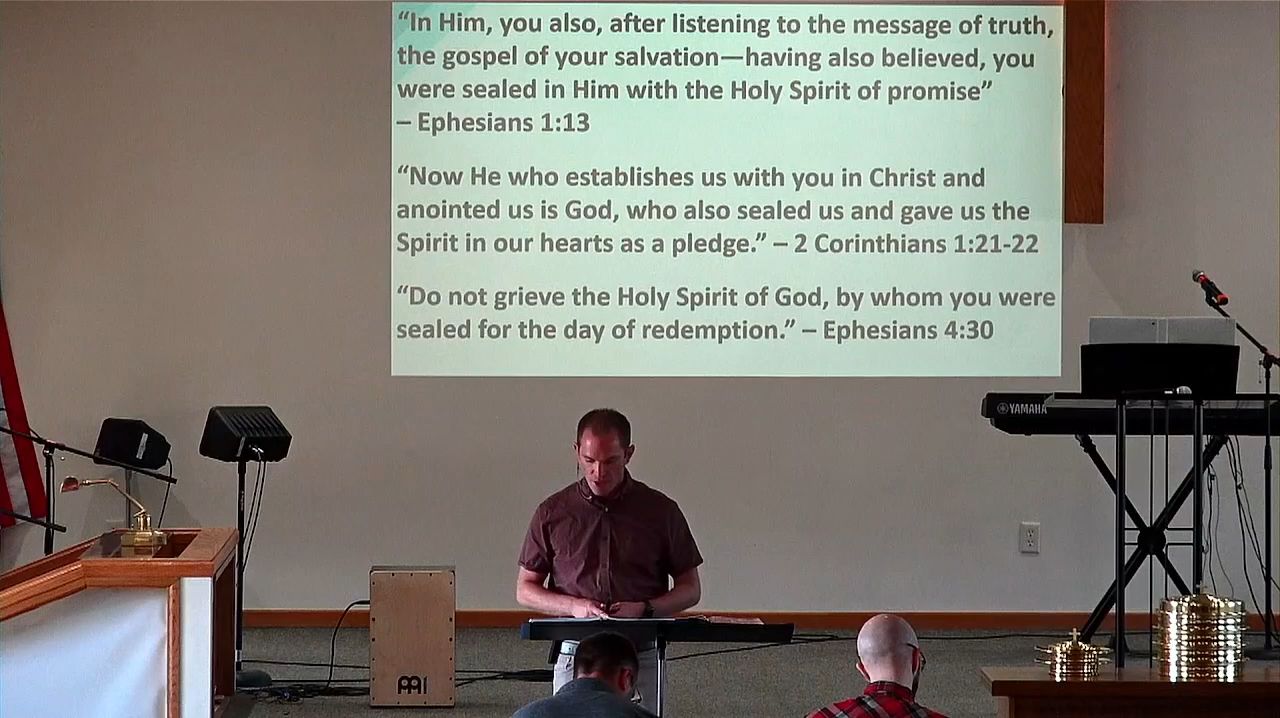 “In Him, you also, after listening to the message of truth,
the gospel of your salvation—having also believed, you
were sealed in Him with the Holy Spirit of promise”
– Ephesians 1:13
“Now He who establishes us with you in Christ and
anointed us is God, who also sealed us and gave us the
Spirit in our hearts as a pledge.” – 2 Corinthians 1:21-22
“Do not grieve the Holy Spirit of God, by whom you were
sealed for the day of redemption.” – Ephesians 4:30
YAMAHA